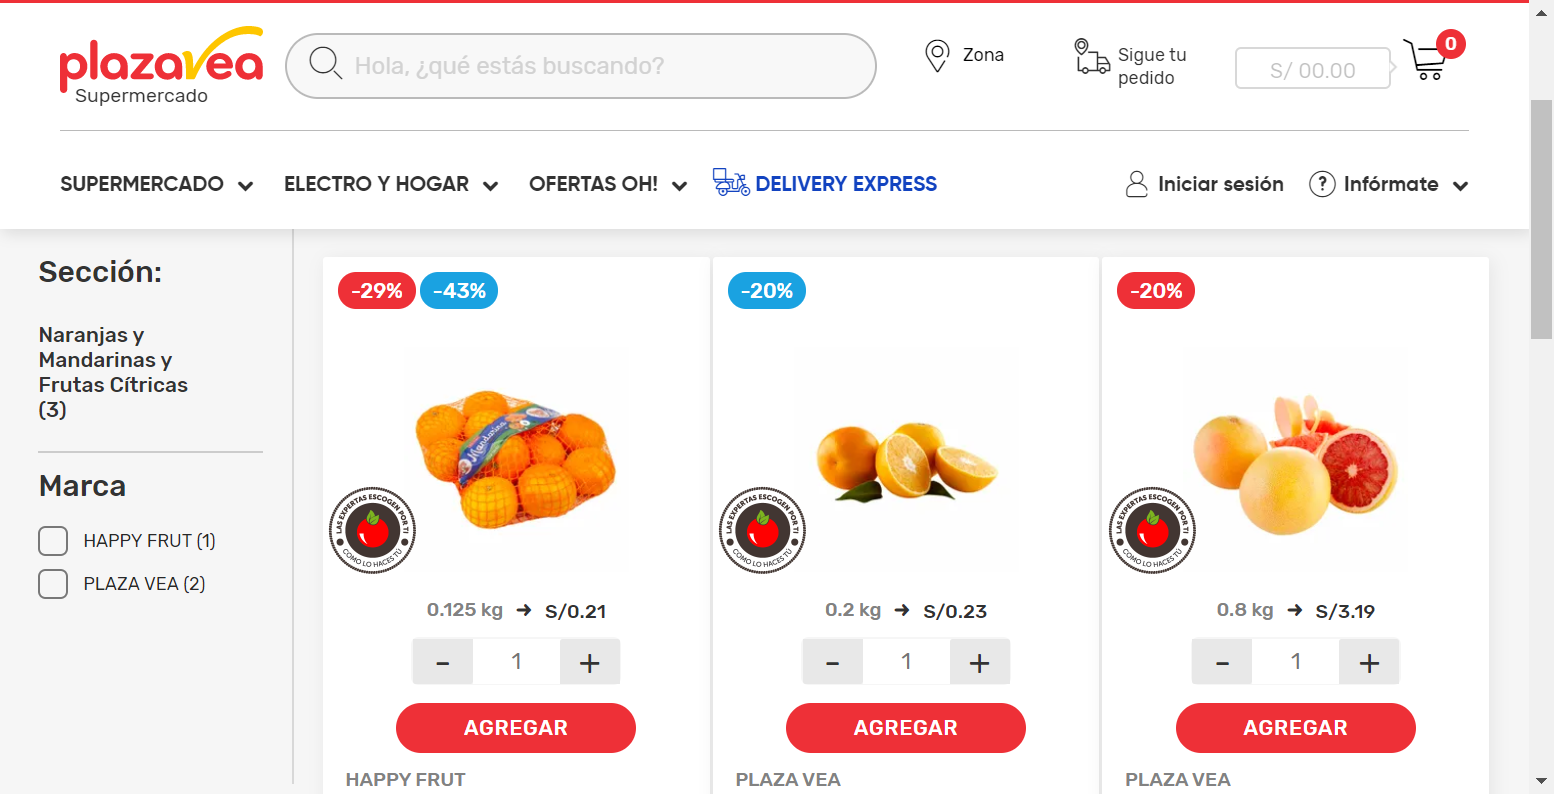 plazavea
Supermercado
Hola, ¿qué estás buscando?
Zona
Sigue tu
pedido
S/ 00.00
0
SUPERMERCADO
ELECTRO Y HOGAR
OFERTAS OH!
DELIVERY EXPRESS
Iniciar sesión
?
Infórmate
Sección:
Naranjas y
Mandarinas y
Frutas Cítricas
(3)
Marca
HAPPY FRUT (1)
PLAZA VEA (2)
-29%
-43%
Mandarina
LAS EXPERTAS ESCOGEN POR TI
COMO LO HACES TÚ
0.125 kg ➜ S/0.21
- 1 +
AGREGAR
HAPPY FRUT
-20%
LAS EXPERTAS ESCOGEN POR TI
COMO LO HACES TÚ
0.2 kg ➜ S/0.23
- 1 +
AGREGAR
PLAZA VEA
-20%
LAS EXPERTAS ESCOGEN POR TI
COMO LO HACES TÚ
0.8 kg ➜ S/3.19
- 1 +
AGREGAR
PLAZA VEA